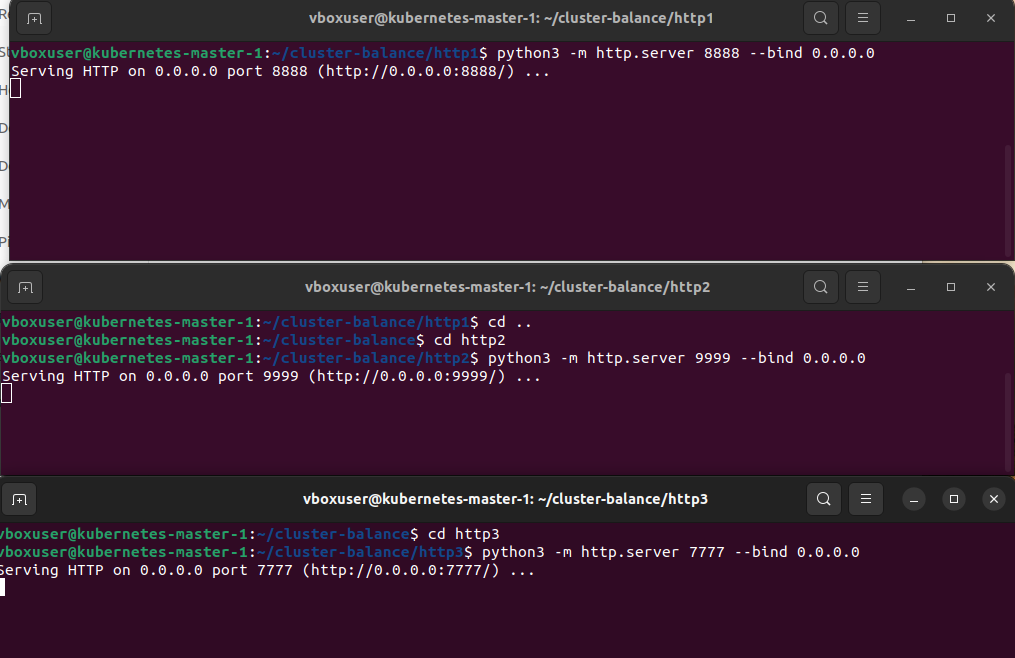 vboxuser@kubernetes-master-1: ~/cluster-balance/http1
vboxuser@kubernetes-master-1:~/cluster-balance/http1$ python3 -m http.server 8888 --bind 0.0.0.0
Serving HTTP on 0.0.0.0 port 8888 (http://0.0.0.0:8888/) ...
vboxuser@kubernetes-master-1: ~/cluster-balance/http2
vboxuser@kubernetes-master-1:~/cluster-balance/http1$ cd ..
vboxuser@kubernetes-master-1:~/cluster-balance$ cd http2
vboxuser@kubernetes-master-1:~/cluster-balance/http2$ python3 -m http.server 9999 --bind 0.0.0.0
Serving HTTP on 0.0.0.0 port 9999 (http://0.0.0.0:9999/) ...
vboxuser@kubernetes-master-1: ~/cluster-balance/http3
vboxuser@kubernetes-master-1:~/cluster-balance$ cd http3
vboxuser@kubernetes-master-1:~/cluster-balance/http3$ python3 -m http.server 7777 --bind 0.0.0.0
Serving HTTP on 0.0.0.0 port 7777 (http://0.0.0.0:7777/) ...